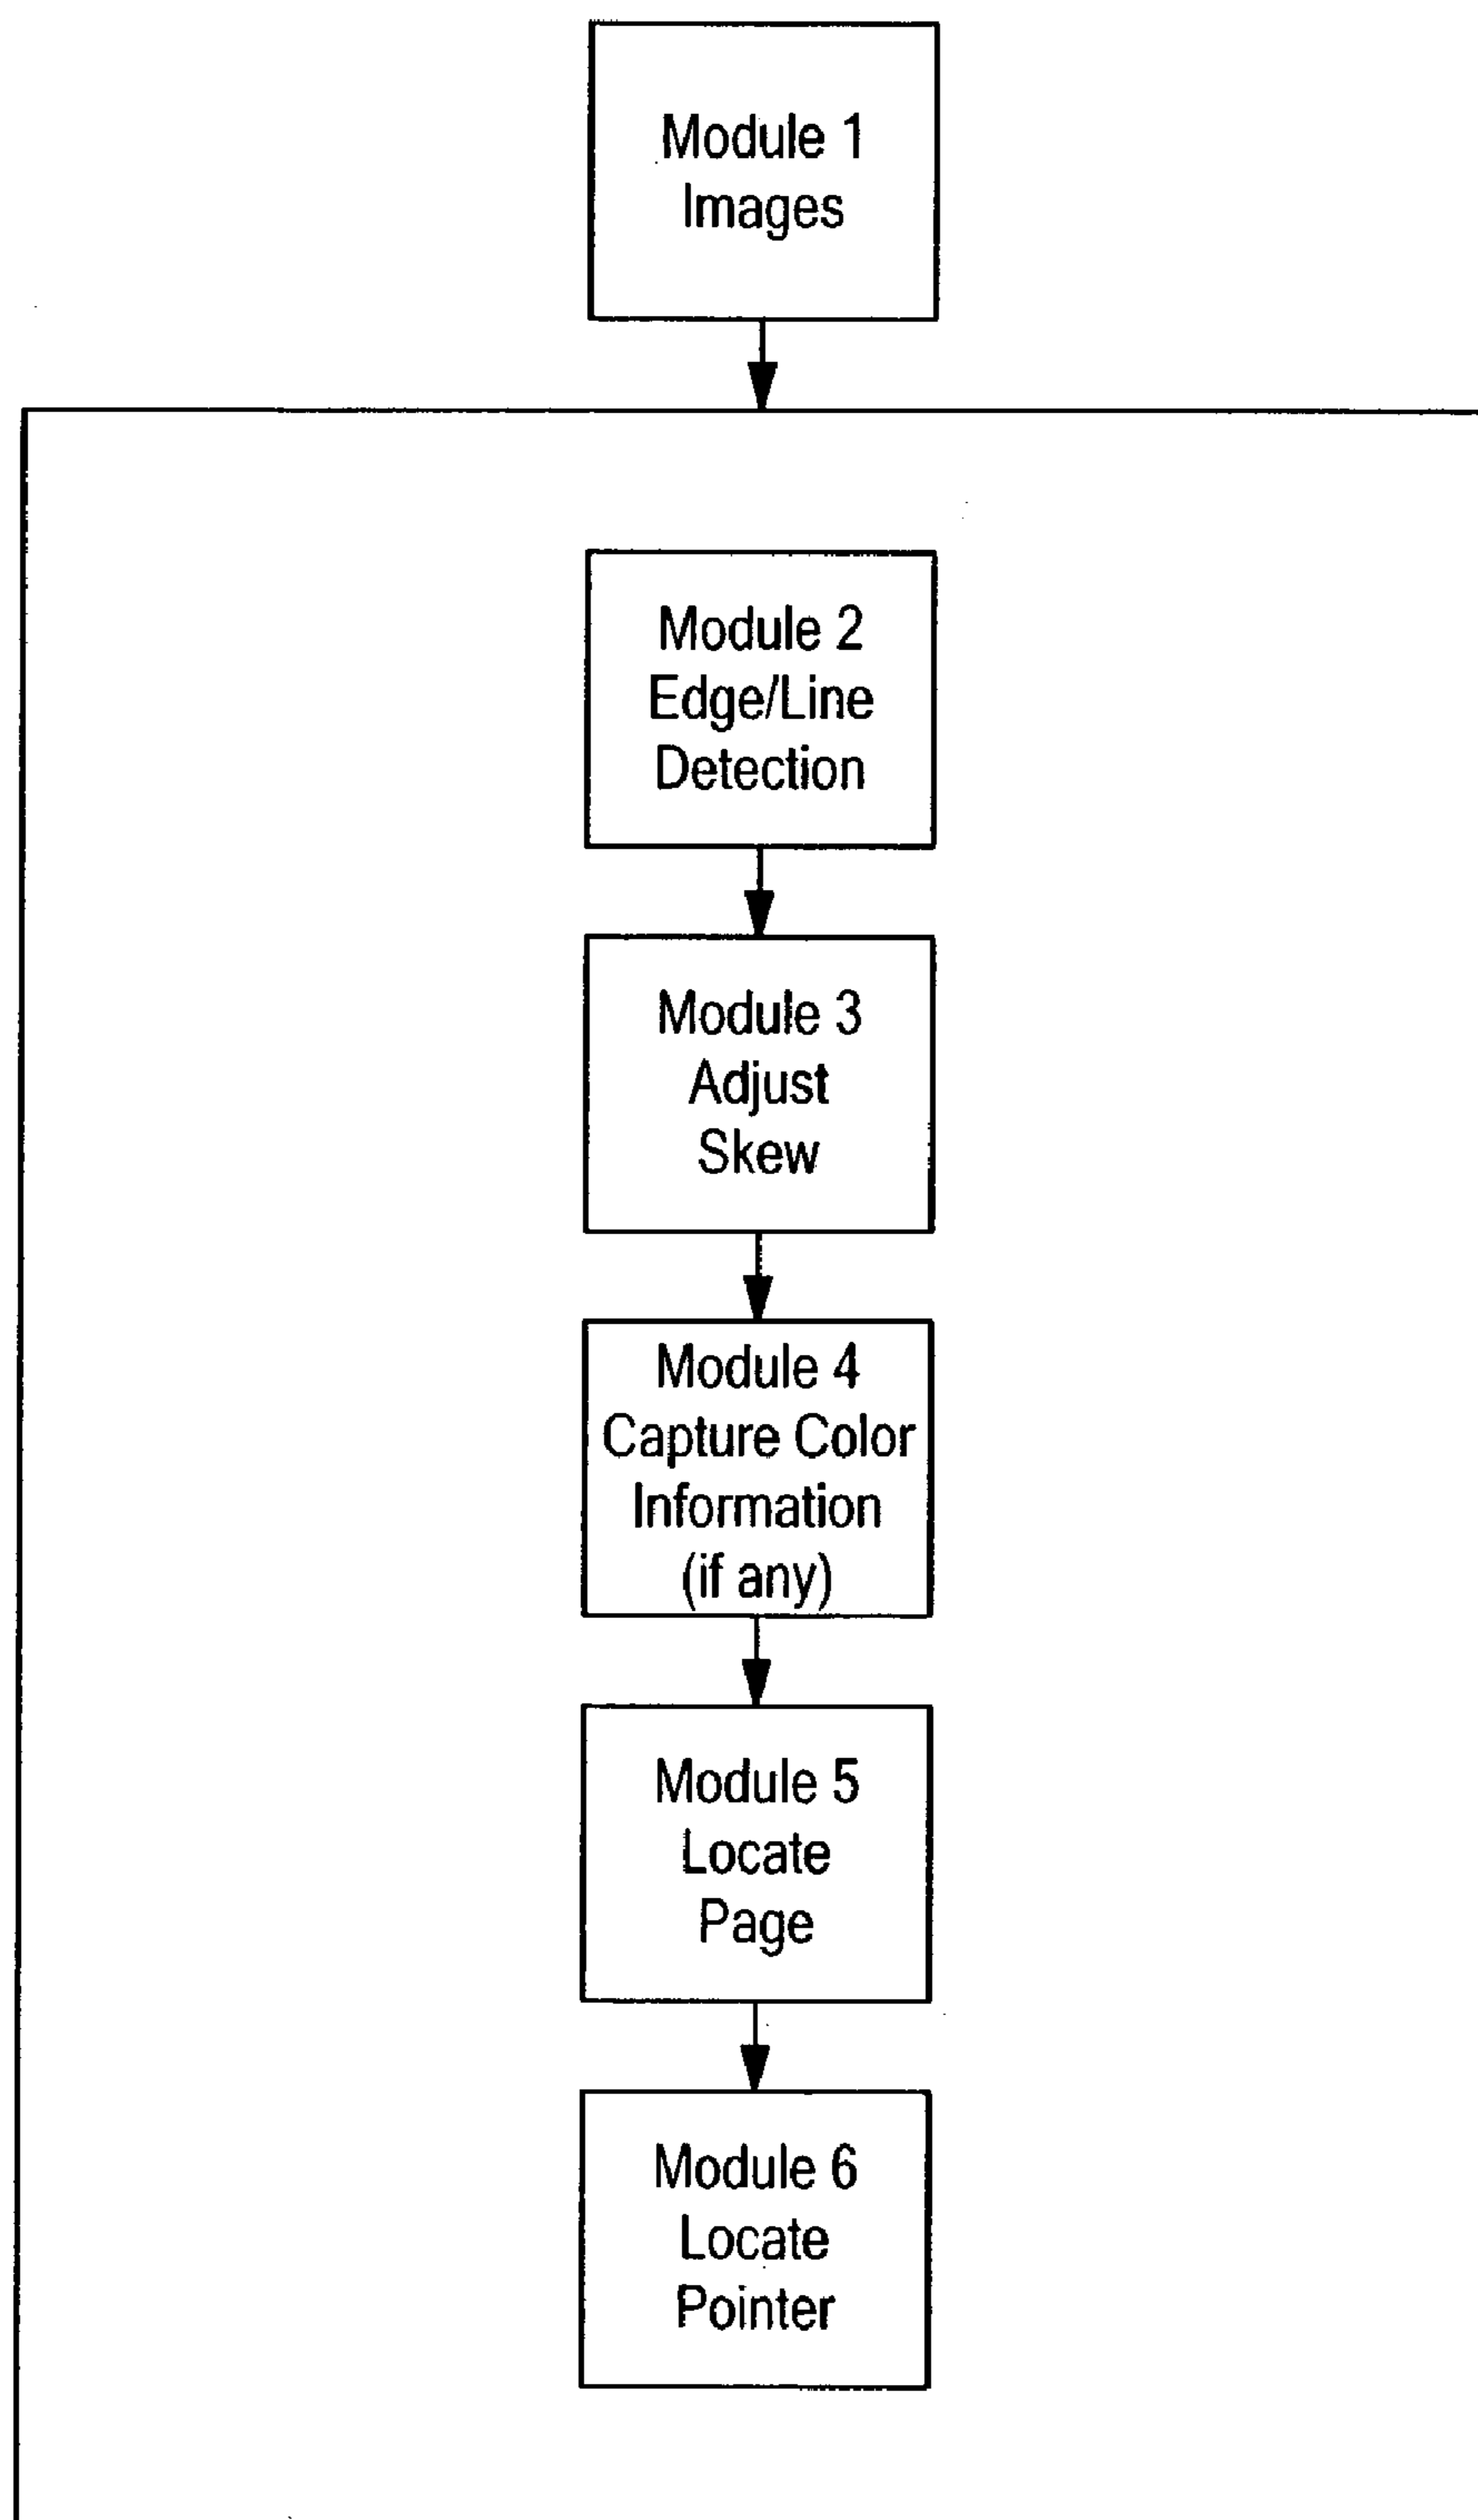 Module 1
Images
Module 2
Edge/Line
Detection
Module 3
Adjust
Skew
Module 4
Capture Color
Information
(if any)
Module 5
Locate
Page
Module 6
Locate
Pointer